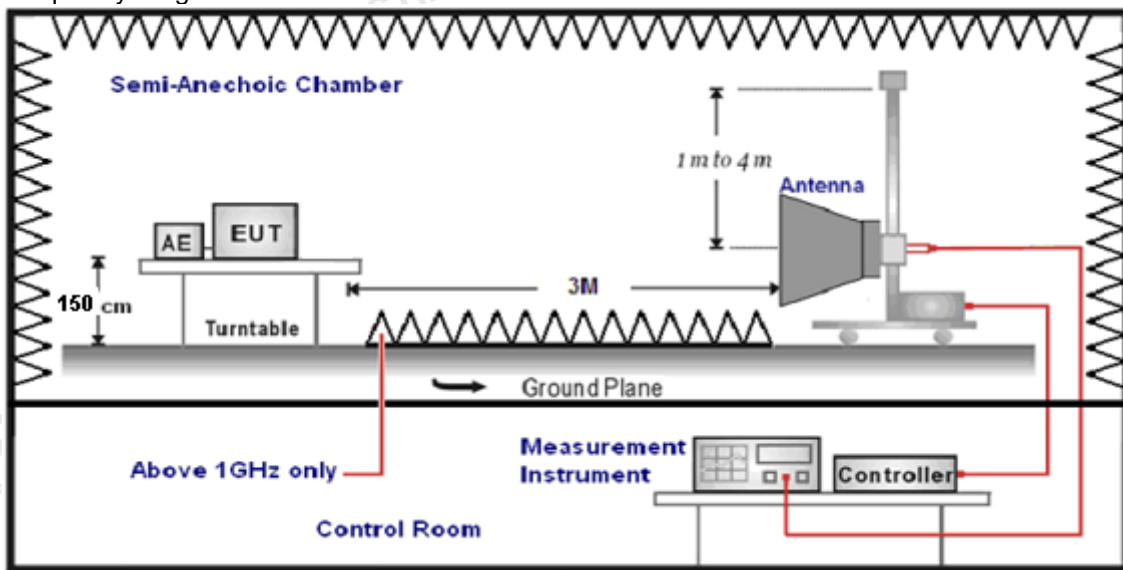 Semi-Anechoic Chamber
1 m to 4 m
Antenna
AE
EUT
3M
150 cm
Turntable
Ground Plane
Above 1GHz only
Measurement
Instrument
Controller
Control Room